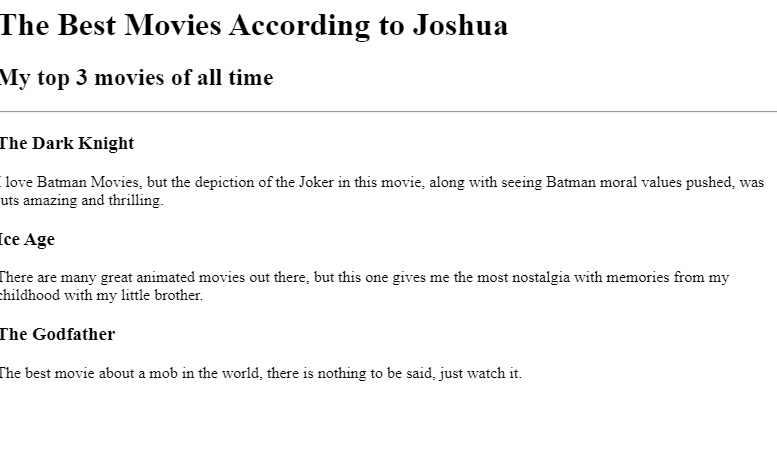 The Best Movies According to Joshua
My top 3 movies of all time
The Dark Knight
I love Batman Movies, but the depiction of the Joker in this movie, along with seeing Batman moral values pushed, was
uts amazing and thrilling.
Ice Age
There are many great animated movies out there, but this one gives me the most nostalgia with memories from my
childhood with my little brother.
The Godfather
The best movie about a mob in the world, there is nothing to be said, just watch it.